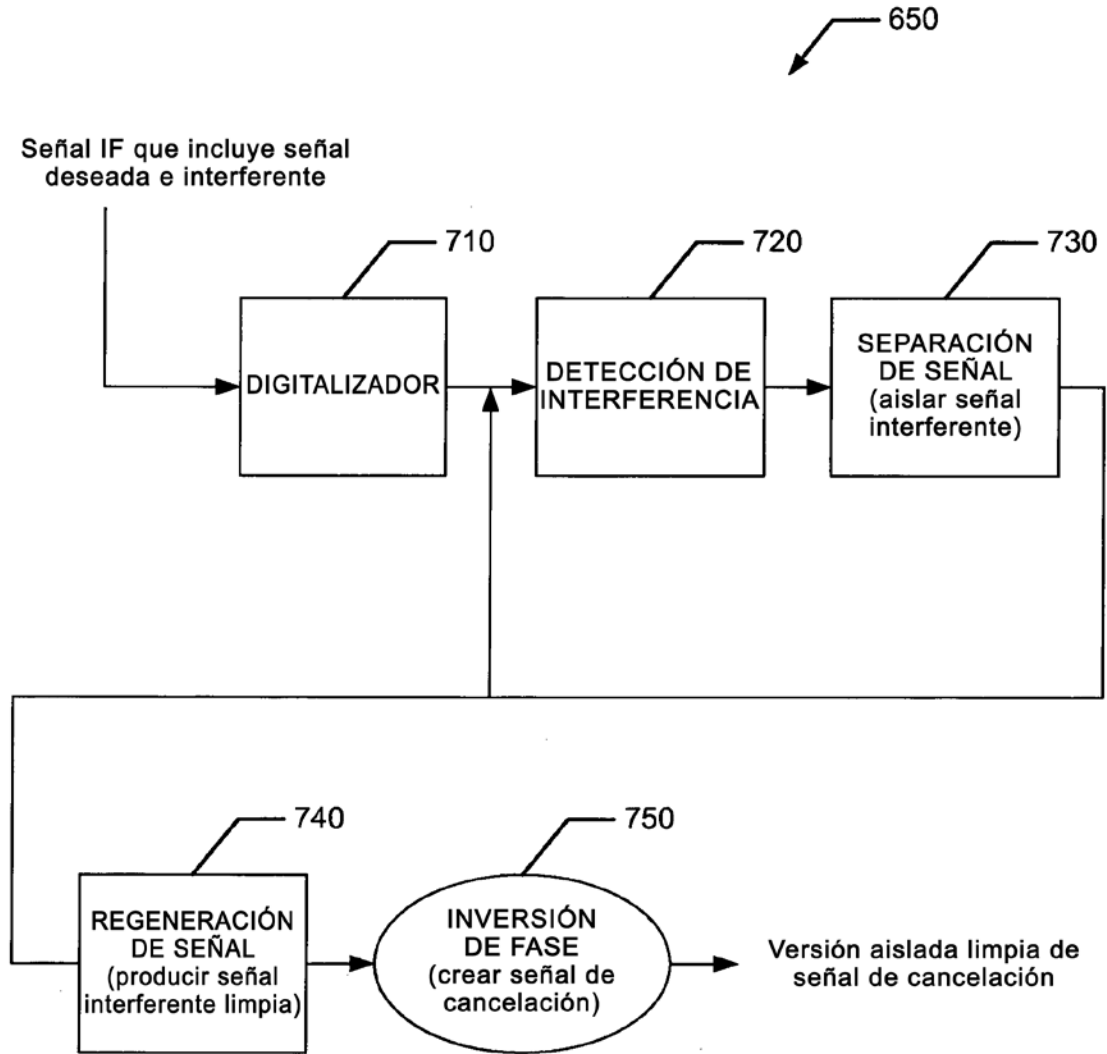 650
Señal IF que incluye señal
deseada e interferente
710
720
730
DIGITALIZADOR
DETECCIÓN DE
INTERFERENCIA
SEPARACIÓN
DE SEÑAL
(aislar señal
interferente)
740
750
REGENERACIÓN
DE SEÑAL
(producir señal
interferente limpia)
INVERSIÓN
DE FASE
(crear señal de
cancelación)
Versión aislada limpia de
señal de cancelación